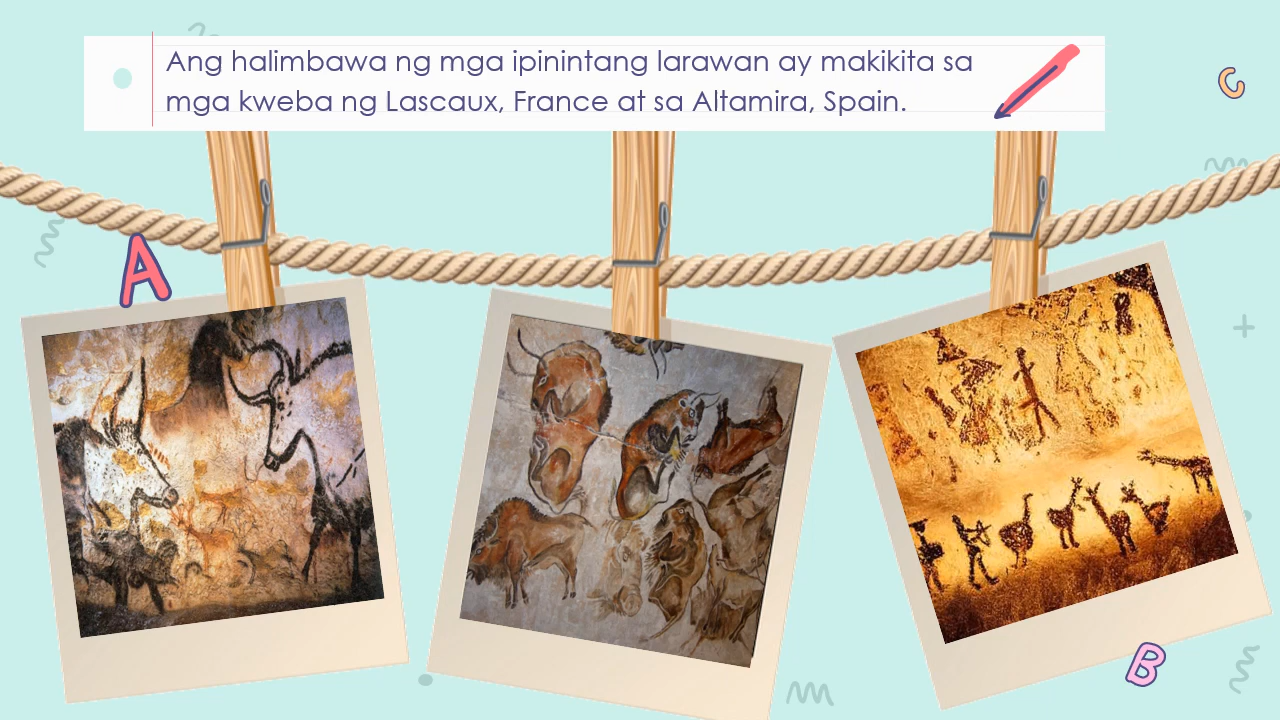 Ang halimbawa ng mga ipinintang larawan ay makikita sa
mga kweba ng Lascaux, France at sa Altamira, Spain.
C
A
B